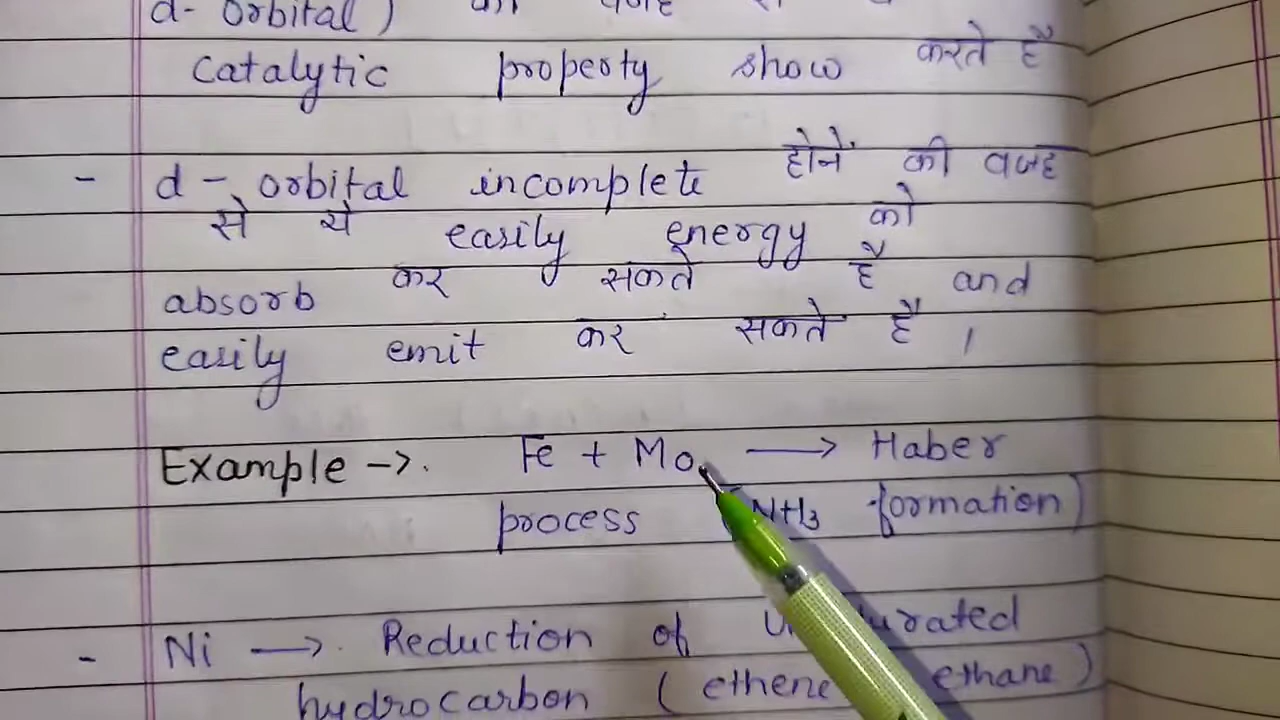 d- orbital)
Catalytic property show करते है
- d - orbital incomplete होने की वजह
से ये easily energy को
absorb कर सकते है and
easily emit कर सकते है ।
Example -> Fe + Mo ⟶ Haber
process (NH3 formation)
- Ni ⟶ Reduction of
hydrocarbon (ethene ethane)